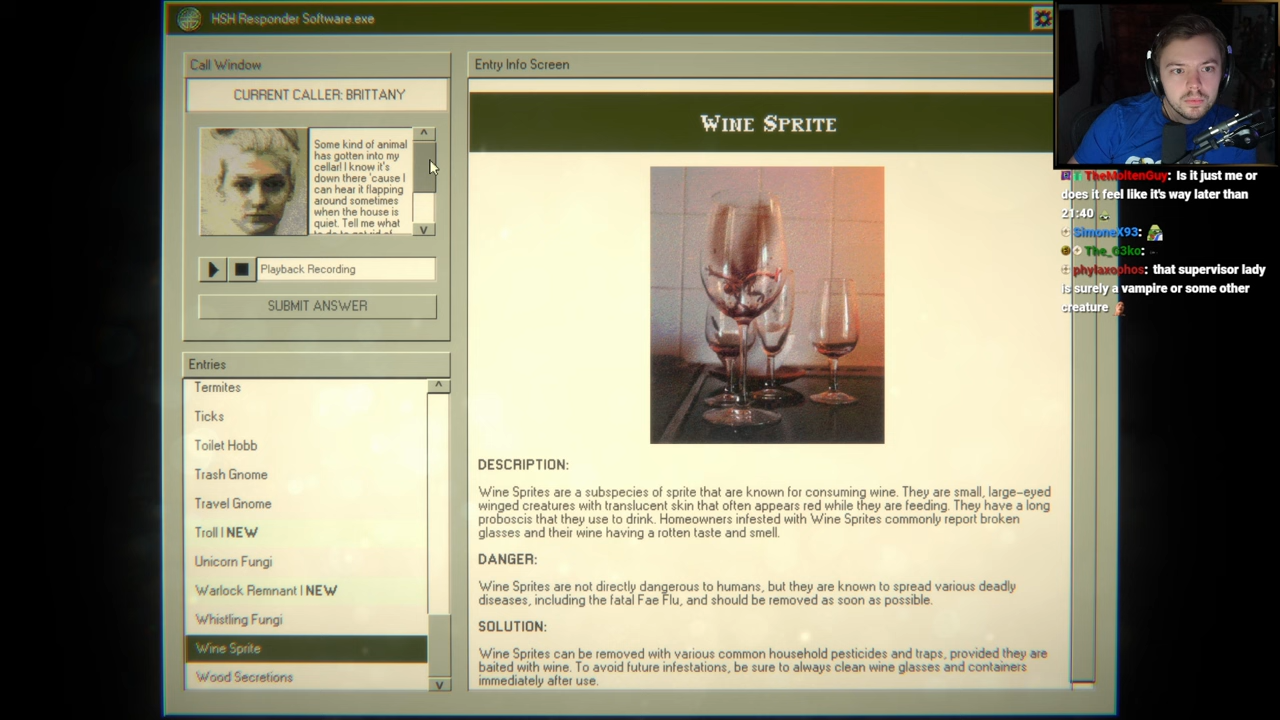 HSH Responder Software.exe
Call Window
CURRENT CALLER: BRITTANY
Some kind of animal
has gotten into my
cellar! I know it's
down there 'cause I
can hear it flapping
around sometimes
when the house is
quiet. Tell me what
to do to get rid of
Playback Recording
SUBMIT ANSWER
Entries
Termites
Ticks
Toilet Hobb
Trash Gnome
Travel Gnome
Troll | NEW
Unicorn Fungi
Warlock Remnant | NEW
Whistling Fungi
Wine Sprite
Wood Secretions
Entry Info Screen
WINE SPRITE
DESCRIPTION:
Wine Sprites are a subspecies of sprite that are known for consuming wine. They are small, large-eyed
winged creatures with translucent skin that often appears red while they are feeding. They have a long
proboscis that they use to drink. Homeowners infested with Wine Sprites commonly report broken
glasses and their wine having a rotten taste and smell.
DANGER:
Wine Sprites are not directly dangerous to humans, but they are known to spread various deadly
diseases, including the fatal Fae Flu, and should be removed as soon as possible.
SOLUTION:
Wine Sprites can be removed with various common household pesticides and traps, provided they are
baited with wine. To avoid future infestations, be sure to always clean wine glasses and containers
immediately after use.
TheMoltenGuy: Is it just me or
does it feel like it's way later than
21:40
SimoneX93:
The_G3ko:
phylaxophos: that supervisor lady
is surely a vampire or some other
creature